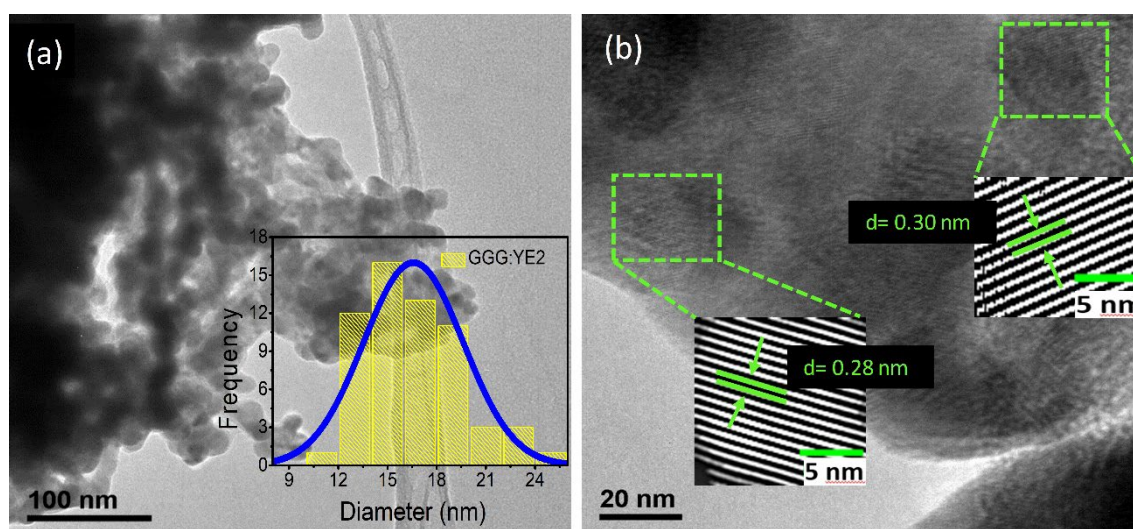 (a)
18
15
12
9
6
3
0
Frequency
GGG:YE2
9 12 15 18 21 24
Diameter (nm)
100 nm
(b)
d= 0.30 nm
5 nm
d= 0.28 nm
5 nm
20 nm